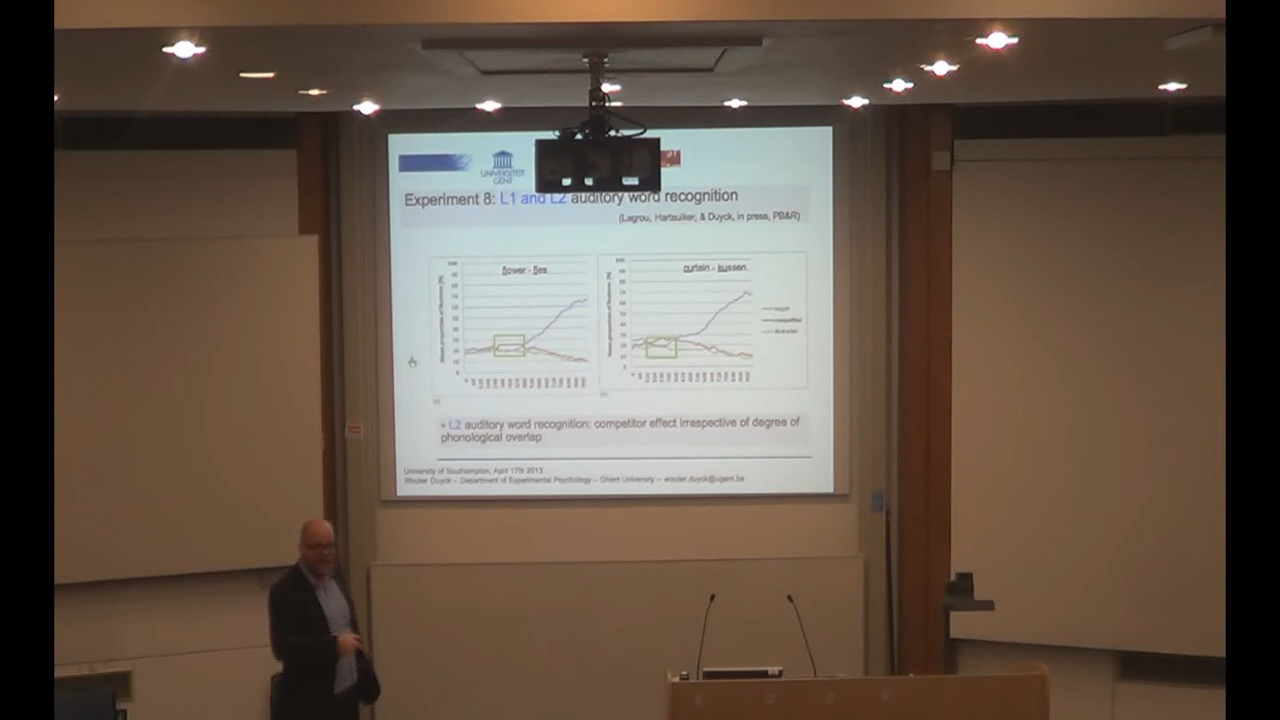 UNIVERSITEIT
GENT
Experiment 8: L1 and L2 auditory word recognition
(Lagrou, Hartsuiker, & Duyck, in press, PB&R)
flower - fles
curtain - kussen
target
competitor
distractor
(a)
(b)
+ L2 auditory word recognition: competitor effect irrespective of degree of
phonological overlap
University of Southampton, April 17th 2013
Wouter Duyck – Department of Experimental Psychology – Ghent University – wouter.duyck@ugent.be